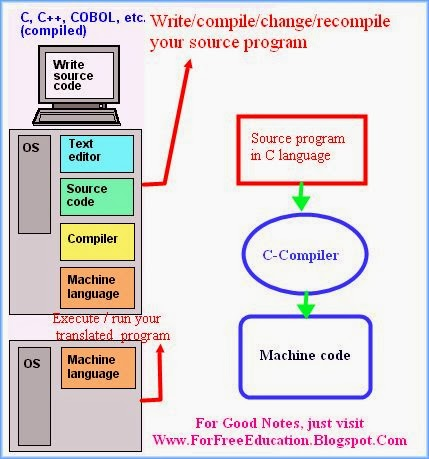 C, C++, COBOL, etc.
(compiled)
Write/compile/change/recompile
your source program
Write
source
code
OS
Text
editor
Source
code
Compiler
Machine
language
Execute / run your
translated program
OS
Machine
language
Source program
in C language
C-Compiler
Machine code
For Good Notes, just visit
Www.ForFreeEducation.Blogspot.Com